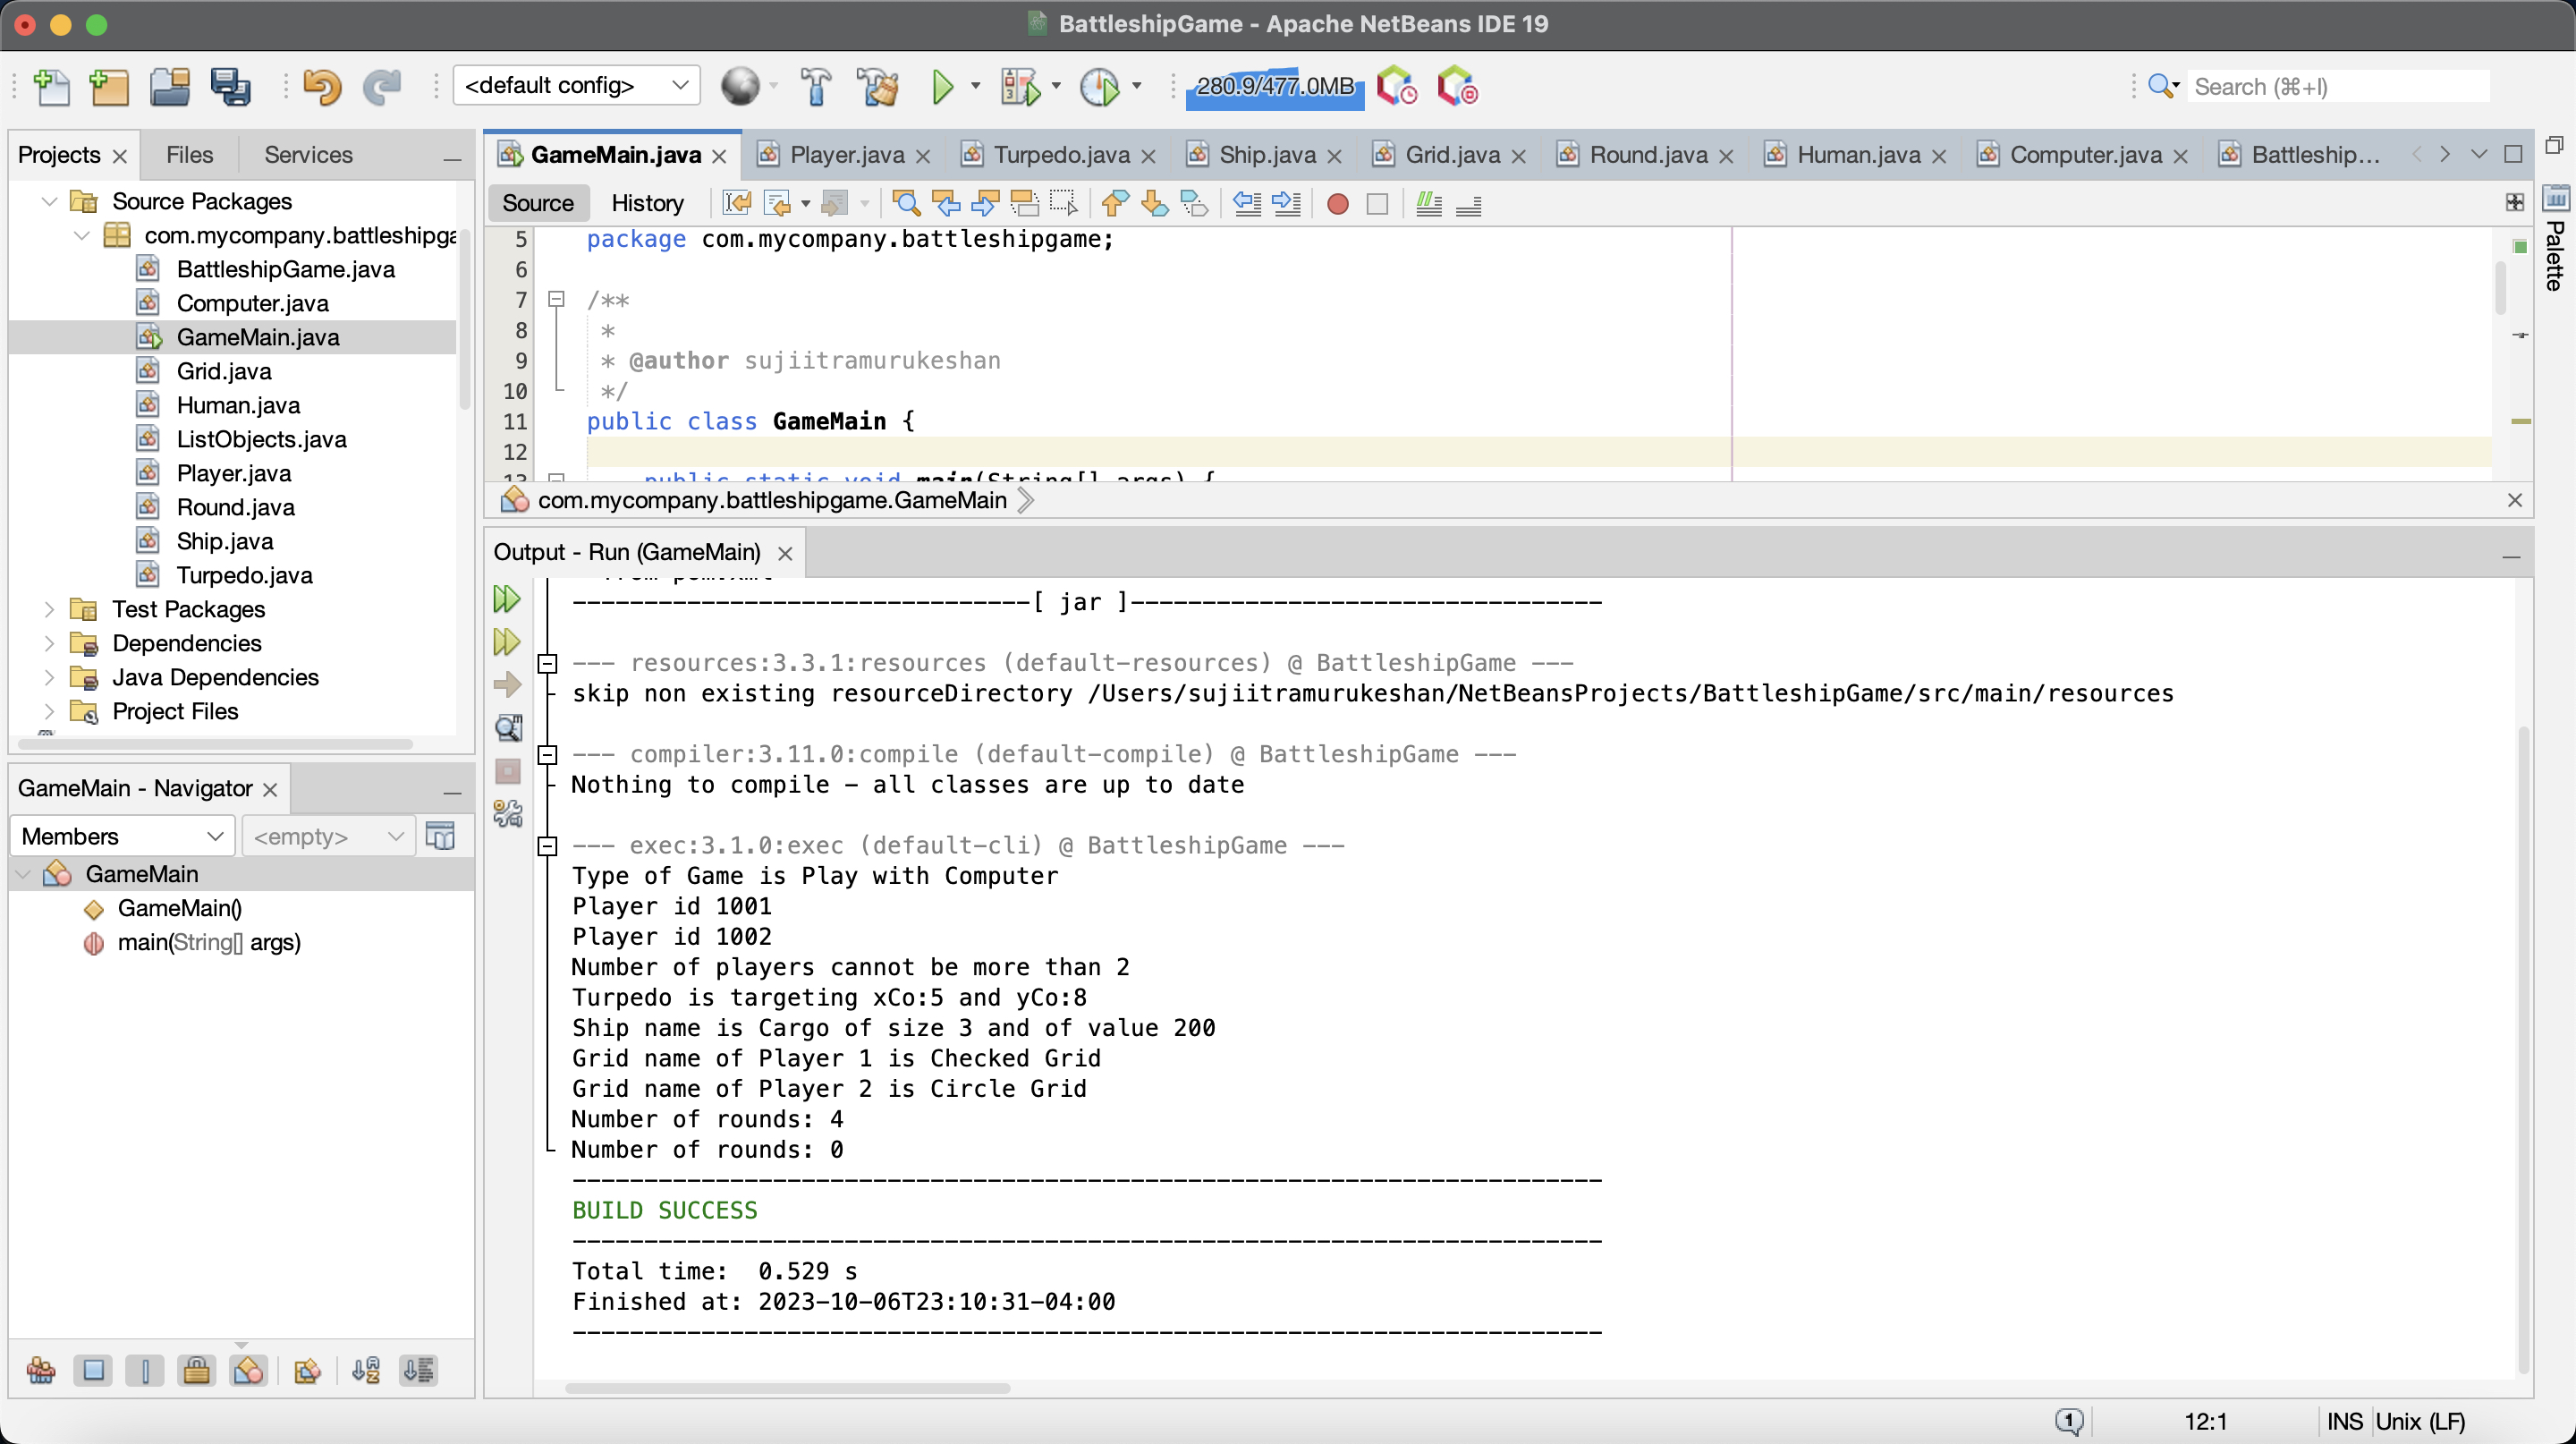 BattleshipGame - Apache NetBeans IDE 19
<default config>
280.9/477.0MB
Search (⌘+I)
Projects
Files
Services
Source Packages
com.mycompany.battleshipga
BattleshipGame.java
Computer.java
GameMain.java
Grid.java
Human.java
ListObjects.java
Player.java
Round.java
Ship.java
Turpedo.java
Test Packages
Dependencies
Java Dependencies
Project Files
GameMain - Navigator
Members
<empty>
GameMain
GameMain()
main(String[] args)
GameMain.java
Player.java
Turpedo.java
Ship.java
Grid.java
Round.java
Human.java
Computer.java
Battleship...
Palette
Source
History
5 package com.mycompany.battleshipgame;
6
7 /**
8 *
9 * @author sujiitramurukeshan
10 */
11 public class GameMain {
12
13 public static void main(String[] args) {
com.mycompany.battleshipgame.GameMain
Output - Run (GameMain)
from pom.xml
--------------------------------[ jar ]---------------------------------
--- resources:3.3.1:resources (default-resources) @ BattleshipGame ---
skip non existing resourceDirectory /Users/sujiitramurukeshan/NetBeansProjects/BattleshipGame/src/main/resources
--- compiler:3.11.0:compile (default-compile) @ BattleshipGame ---
Nothing to compile - all classes are up to date
--- exec:3.1.0:exec (default-cli) @ BattleshipGame ---
Type of Game is Play with Computer
Player id 1001
Player id 1002
Number of players cannot be more than 2
Turpedo is targeting xCo:5 and yCo:8
Ship name is Cargo of size 3 and of value 200
Grid name of Player 1 is Checked Grid
Grid name of Player 2 is Circle Grid
Number of rounds: 4
Number of rounds: 0
------------------------------------------------------------------------
BUILD SUCCESS
------------------------------------------------------------------------
Total time:  0.529 s
Finished at: 2023-10-06T23:10:31-04:00
------------------------------------------------------------------------
1
12:1
INS
Unix (LF)